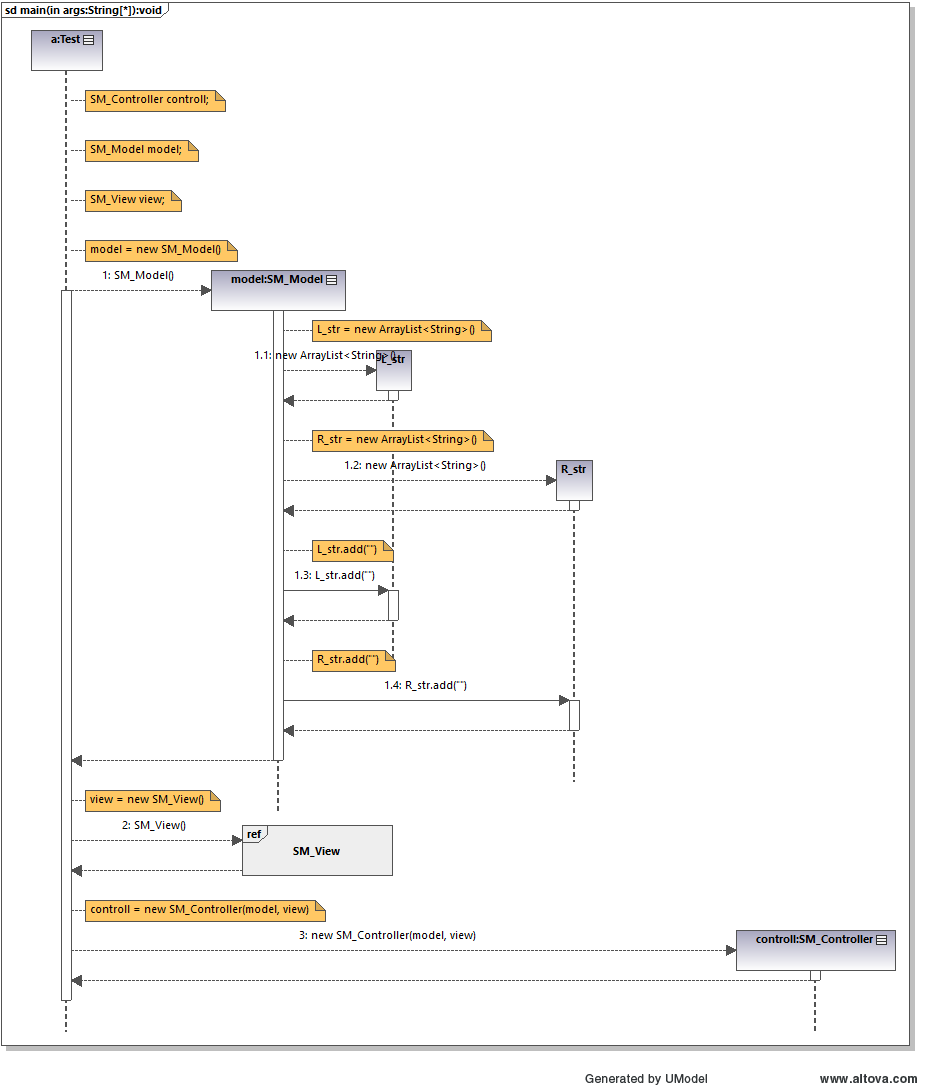 sd main(in args:String[*]):void
a:Test
SM_Controller controll;
SM_Model model;
SM_View view;
model = new SM_Model()
1: SM_Model()
model:SM_Model
L_str = new ArrayList<String>()
1.1: new ArrayList<String>()
L_str
R_str = new ArrayList<String>()
1.2: new ArrayList<String>()
R_str
L_str.add("")
1.3: L_str.add("")
R_str.add("")
1.4: R_str.add("")
view = new SM_View()
2: SM_View()
ref
SM_View
controll = new SM_Controller(model, view)
3: new SM_Controller(model, view)
controll:SM_Controller
Generated by UModel
www.altova.com